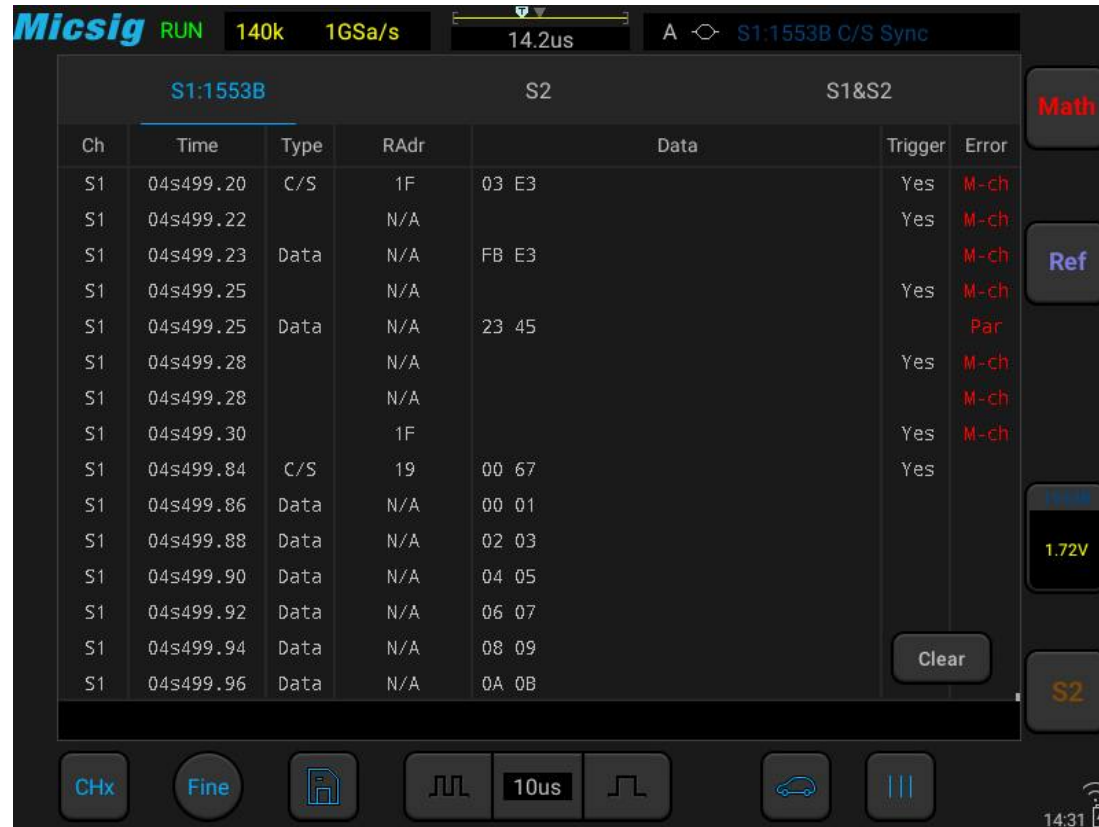 Micsig RUN 140k 1GSa/s T 14.2us A S1:1553B C/S Sync
S1:1553B S2 S1&S2
Math
Ch Time Type RAdr Data Trigger Error
S1 04s499.20 C/S 1F 03 E3 Yes M-ch
S1 04s499.22 N/A Yes M-ch
S1 04s499.23 Data N/A FB E3 M-ch
Ref
S1 04s499.25 N/A Yes M-ch
S1 04s499.25 Data N/A 23 45 Par
S1 04s499.28 N/A Yes M-ch
S1 04s499.28 N/A M-ch
S1 04s499.30 1F Yes M-ch
S1 04s499.84 C/S 19 00 67 Yes
S1 04s499.86 Data N/A 00 01
S1 04s499.88 Data N/A 02 03
1.72V
S1 04s499.90 Data N/A 04 05
S1 04s499.92 Data N/A 06 07
S1 04s499.94 Data N/A 08 09
Clear
S1 04s499.96 Data N/A 0A 0B
S2
CHx Fine 10us
14:31